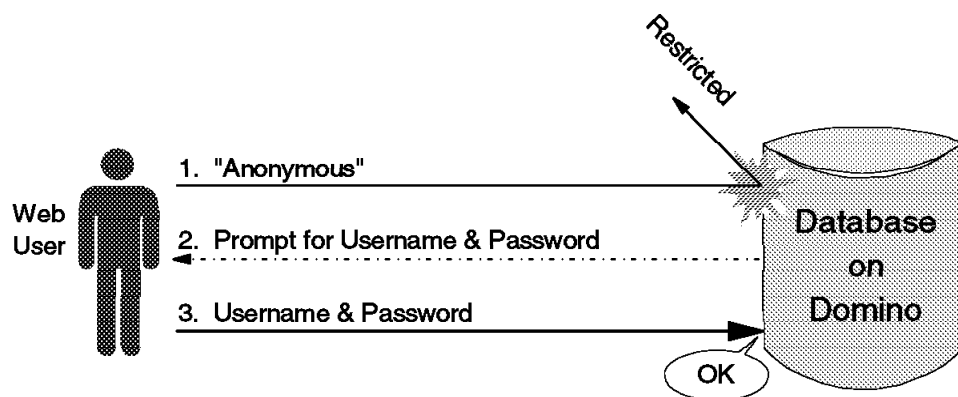 Restricted
1. "Anonymous"
Web
User
2. Prompt for Username & Password
3. Username & Password
Database
on
Domino
OK